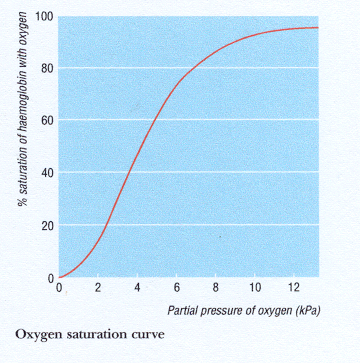 % saturation of haemoglobin with oxygen
100
80
60
40
20
0
0 2 4 6 8 10 12
Partial pressure of oxygen (kPa)
Oxygen saturation curve